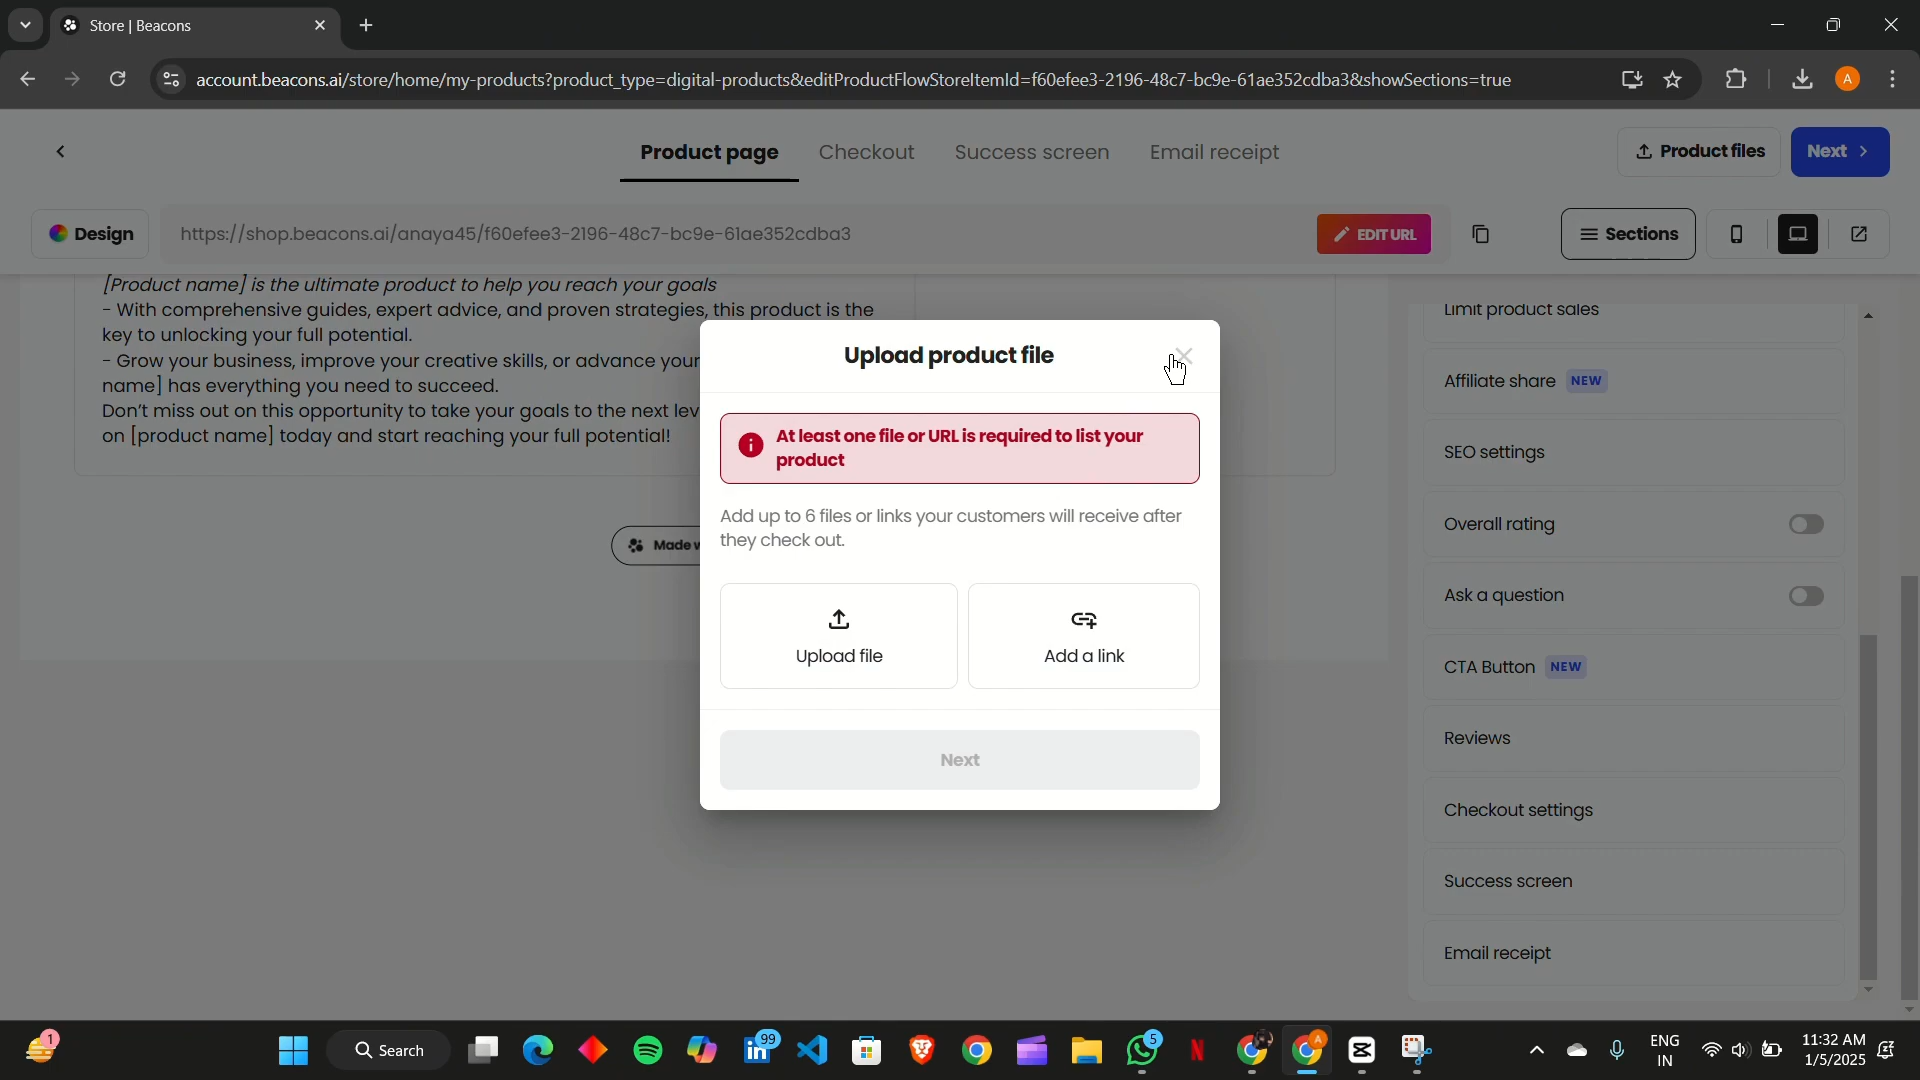 Store | Beacons
account.beacons.ai/store/home/my-products?product_type=digital-products&editProductFlowStoreItemId=f60efee3-2196-48c7-bc9e-61ae352cdba3&showSections=true
A
Product page
Checkout
Success screen
Email receipt
Product files
Next
Design
https://shop.beacons.ai/anaya45/f60efee3-2196-48c7-bc9e-61ae352cdba3
EDIT URL
Sections
[Product name] is the ultimate product to help you reach your goals
- With comprehensive guides, expert advice, and proven strategies, this product is the
key to unlocking your full potential.
- Grow your business, improve your creative skills, or advance your
name] has everything you need to succeed.
Don't miss out on this opportunity to take your goals to the next lev
on [product name] today and start reaching your full potential!
Made w
Upload product file
At least one file or URL is required to list your
product
Add up to 6 files or links your customers will receive after
they check out.
Upload file
Add a link
Next
Limit product sales
Affiliate share NEW
SEO settings
Overall rating
Ask a question
CTA Button NEW
Reviews
Checkout settings
Success screen
Email receipt
1
Search
99
5
A
ENG
IN
11:32 AM
1/5/2025